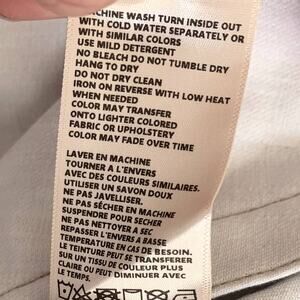 MACHINE WASH TURN INSIDE OUT
WITH COLD WATER SEPARATELY OR
WITH SIMILAR COLORS
USE MILD DETERGENT
NO BLEACH DO NOT TUMBLE DRY
HANG TO DRY
DO NOT DRY CLEAN
IRON ON REVERSE WITH LOW HEAT
WHEN NEEDED
COLOR MAY TRANSFER
ONTO LIGHTER COLORED
FABRIC OR UPHOLSTERY
COLOR MAY FADE OVER TIME
LAVER EN MACHINE
TOURNER A L'ENVERS
AVEC DES COULEURS SIMILAIRES.
UTILISER UN SAVON DOUX
NE PAS JAVELLISER.
NE PAS SÉCHER EN MACHINE
SUSPENDRE POUR SÉCHER
NE PAS NETTOYER A SEC
REPASSER L'ENVERS A BASSE
TEMPERATURE EN CAS DE BESOIN.
LE TEINTURE PEUT SE TRANSFERER
SUR UN TISSU DE COULEUR PLUS
CLAIRE OU PEUT DIMINUER AVEC
LE TEMPS.